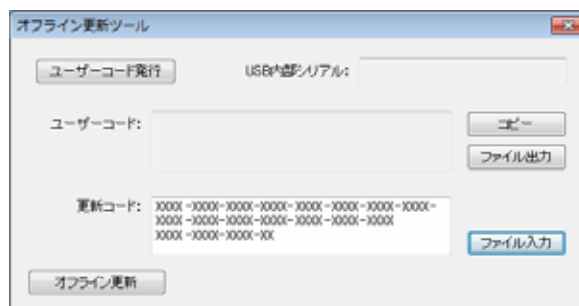 オフライン更新ツール
ユーザーコード発行
USB内部シリアル:
ユーザーコード:
コピー
ファイル出力
更新コード:
XXXX-XXXX-XXXX-XXXX-XXXX-XXXX-XXXX-XXXX-
XXXX-XXXX-XXXX-XXXX-XXXX-XXXX-XXXX
XXXX-XXXX-XXXX-XX
ファイル入力
オフライン更新